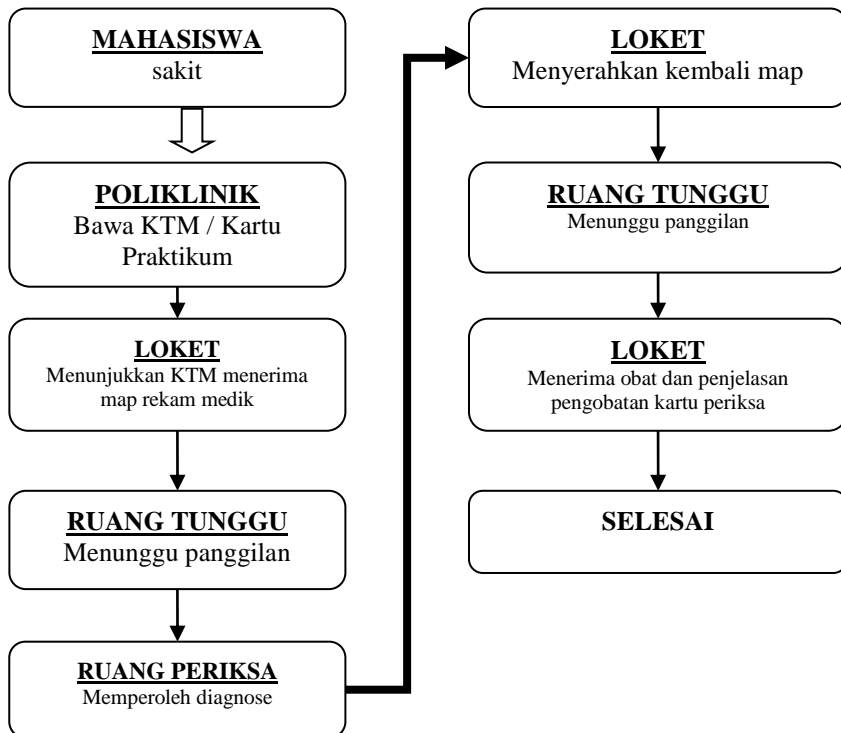 MAHASISWA
sakit
POLIKLINIK
Bawa KTM / Kartu
Praktikum
LOKET
Menunjukkan KTM menerima
map rekam medik
RUANG TUNGGU
Menunggu panggilan
RUANG PERIKSA
Memperoleh diagnose
LOKET
Menyerahkan kembali map
RUANG TUNGGU
Menunggu panggilan
LOKET
Menerima obat dan penjelasan
pengobatan kartu periksa
SELESAI